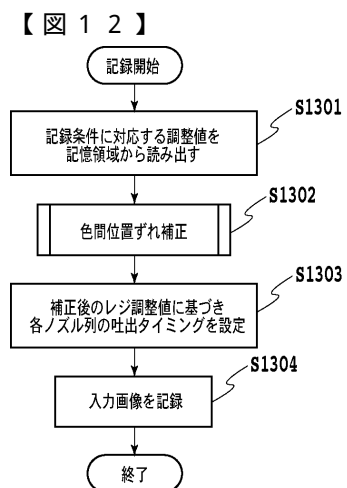 【図１２】
記録開始
S1301
記録条件に対応する調整値を
記憶領域から読み出す
S1302
色間位置ずれ補正
S1303
補正後のレジ調整値に基づき
各ノズル列の吐出タイミングを設定
S1304
入力画像を記録
終了